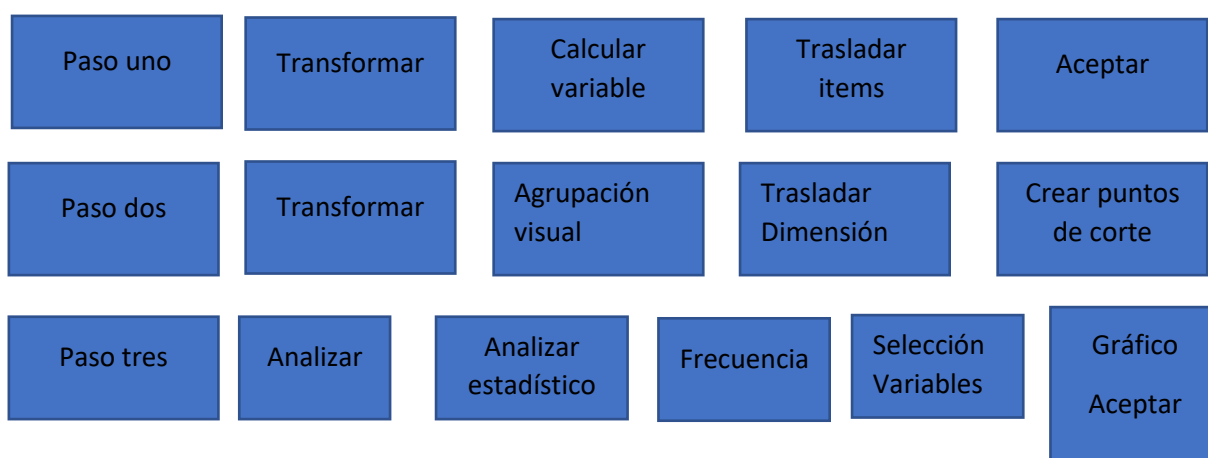 Paso uno
Transformar
Calcular
variable
Trasladar
items
Aceptar
Paso dos
Transformar
Agrupación
visual
Trasladar
Dimensión
Crear puntos
de corte
Paso tres
Analizar
Analizar
estadístico
Frecuencia
Selección
Variables
Gráfico
Aceptar